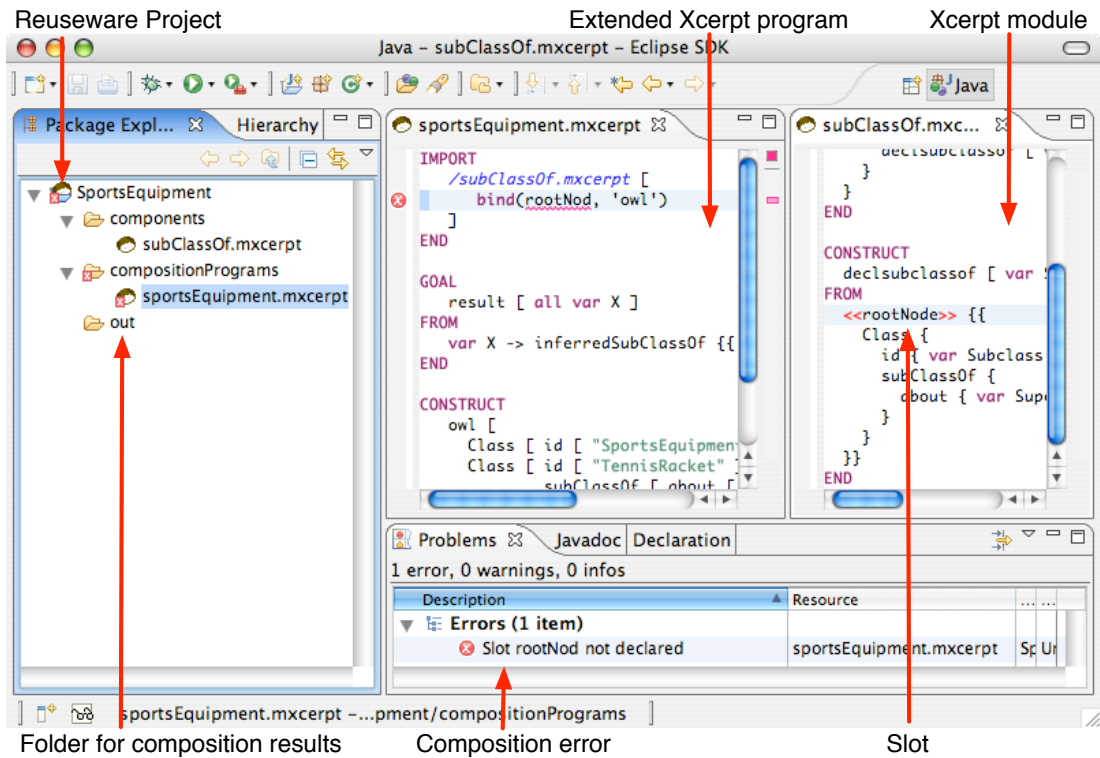 Reuseware Project
Extended Xcerpt program
Xcerpt module
Java – subClassOf.mxcerpt – Eclipse SDK
Java
Package Expl...
Hierarchy
SportsEquipment
components
subClassOf.mxcerpt
compositionPrograms
sportsEquipment.mxcerpt
out
sportsEquipment.mxcerpt
IMPORT
/subClassOf.mxcerpt [
bind(rootNod, 'owl')
]
END
GOAL
result [ all var X ]
FROM
var X -> inferredSubClassOf {{
END
CONSTRUCT
owl [
Class [ id [ "SportsEquipmen
Class [ id [ "TennisRacket"
subClassOf [ about [
subClassOf.mxc...
declsubclassof [
}
}
END
CONSTRUCT
declsubclassof [ var
FROM
<<rootNode>> {{
Class {
id { var Subclass
subClassOf {
about { var Sup
}
}
}}
END
Problems
Javadoc
Declaration
1 error, 0 warnings, 0 infos
Description
Resource
...
...
Errors (1 item)
Slot rootNod not declared
sportsEquipment.mxcerpt
Sp
Ur
sportsEquipment.mxcerpt –...pment/compositionPrograms
Folder for composition results
Composition error
Slot